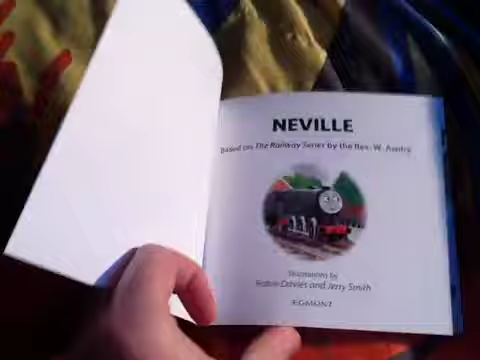 NEVILLE
Based on The Railway Series by the Rev. W. Awdry
Illustrations by
Robin Davies and Jerry Smith
EGMONT